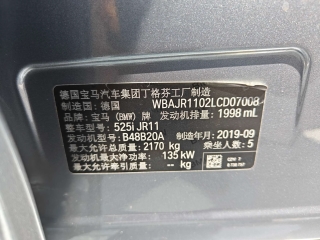 德国宝马汽车集团丁格芬工厂制造
制造国: 德国 WBAJR1102LCD07008
品牌: 宝马 (BMW) 牌 发动机排量: 1998 mL
整车型号: 525i JR11
发动机型号: B48B20A 制造年月: 2019-09
最大允许总质量: 2170 kg 乘坐人数: 5
发动机最大净功率: 135 kW
最大允许牵引质量: -- kg